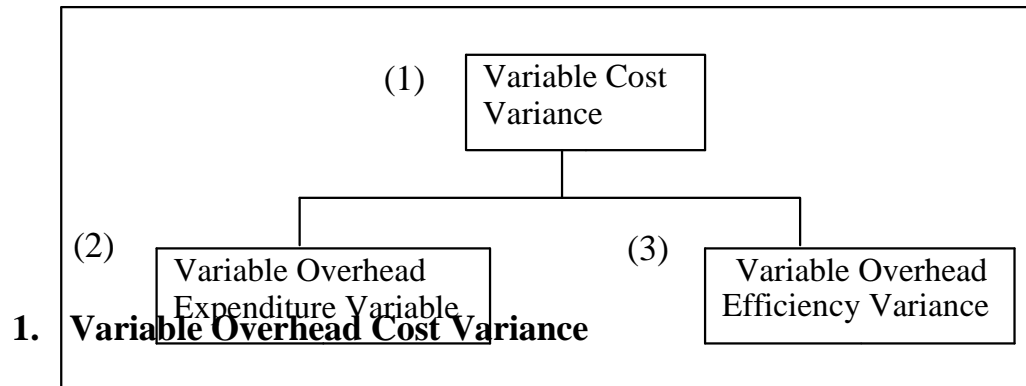 (1)
Variable Cost
Variance
(2)
Variable Overhead
Expenditure Variable
(3)
Variable Overhead
Efficiency Variance
1. Variable Overhead Cost Variance